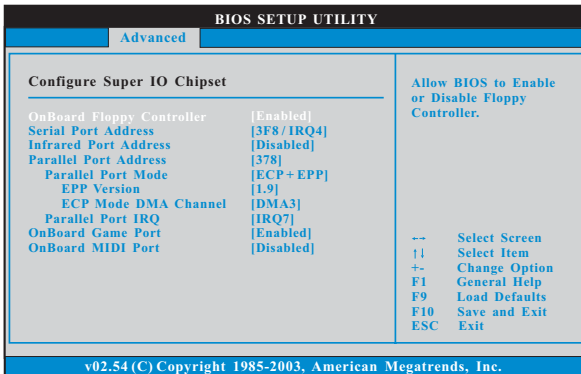 BIOS SETUP UTILITY
Advanced
Configure Super IO Chipset
OnBoard Floppy Controller [Enabled]
Serial Port Address [3F8 / IRQ4]
Infrared Port Address [Disabled]
Parallel Port Address [378]
Parallel Port Mode [ECP + EPP]
EPP Version [1.9]
ECP Mode DMA Channel [DMA3]
Parallel Port IRQ [IRQ7]
OnBoard Game Port [Enabled]
OnBoard MIDI Port [Disabled]
Allow BIOS to Enable
or Disable Floppy
Controller.
←→ Select Screen
↑↓ Select Item
+- Change Option
F1 General Help
F9 Load Defaults
F10 Save and Exit
ESC Exit
v02.54 (C) Copyright 1985-2003, American Megatrends, Inc.